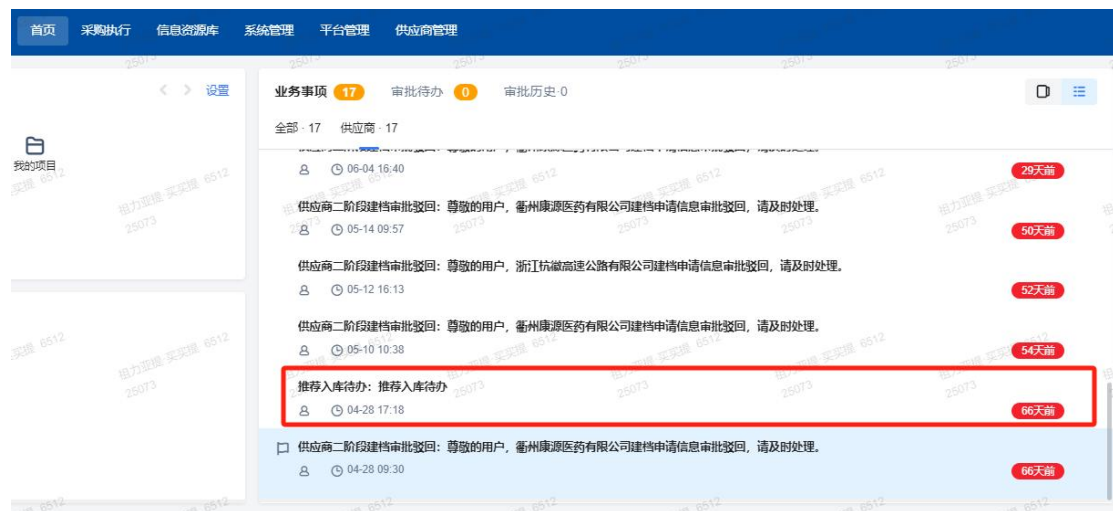 首页 采购执行 信息资源库 系统管理 平台管理 供应商管理
设置
业务事项 17 审批待办 0 审批历史·0
全部 · 17 供应商 · 17
我的项目
06-04 16:40 29天前
供应商二阶段建档审批驳回：尊敬的用户，衢州康源医药有限公司建档申请信息审批驳回，请及时处理。
05-14 09:57 50天前
供应商二阶段建档审批驳回：尊敬的用户，浙江杭徽高速公路有限公司建档申请信息审批驳回，请及时处理。
05-12 16:13 52天前
供应商二阶段建档审批驳回：尊敬的用户，衢州康源医药有限公司建档申请信息审批驳回，请及时处理。
05-10 10:38 54天前
推荐入库待办：推荐入库待办
04-28 17:18 66天前
供应商二阶段建档审批驳回：尊敬的用户，衢州康源医药有限公司建档申请信息审批驳回，请及时处理。
04-28 09:30 66天前